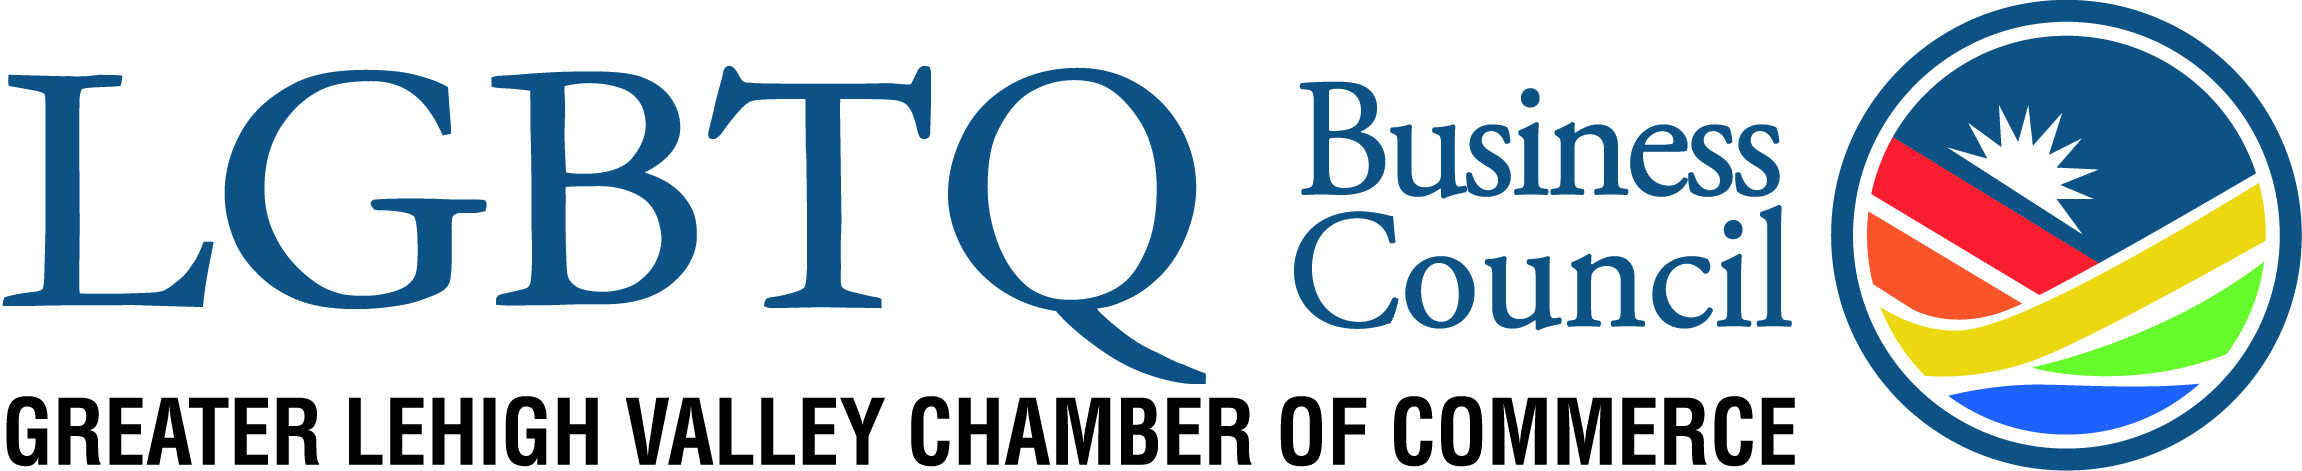 LGBTQ
Business
Council
GREATER LEHIGH VALLEY CHAMBER OF COMMERCE